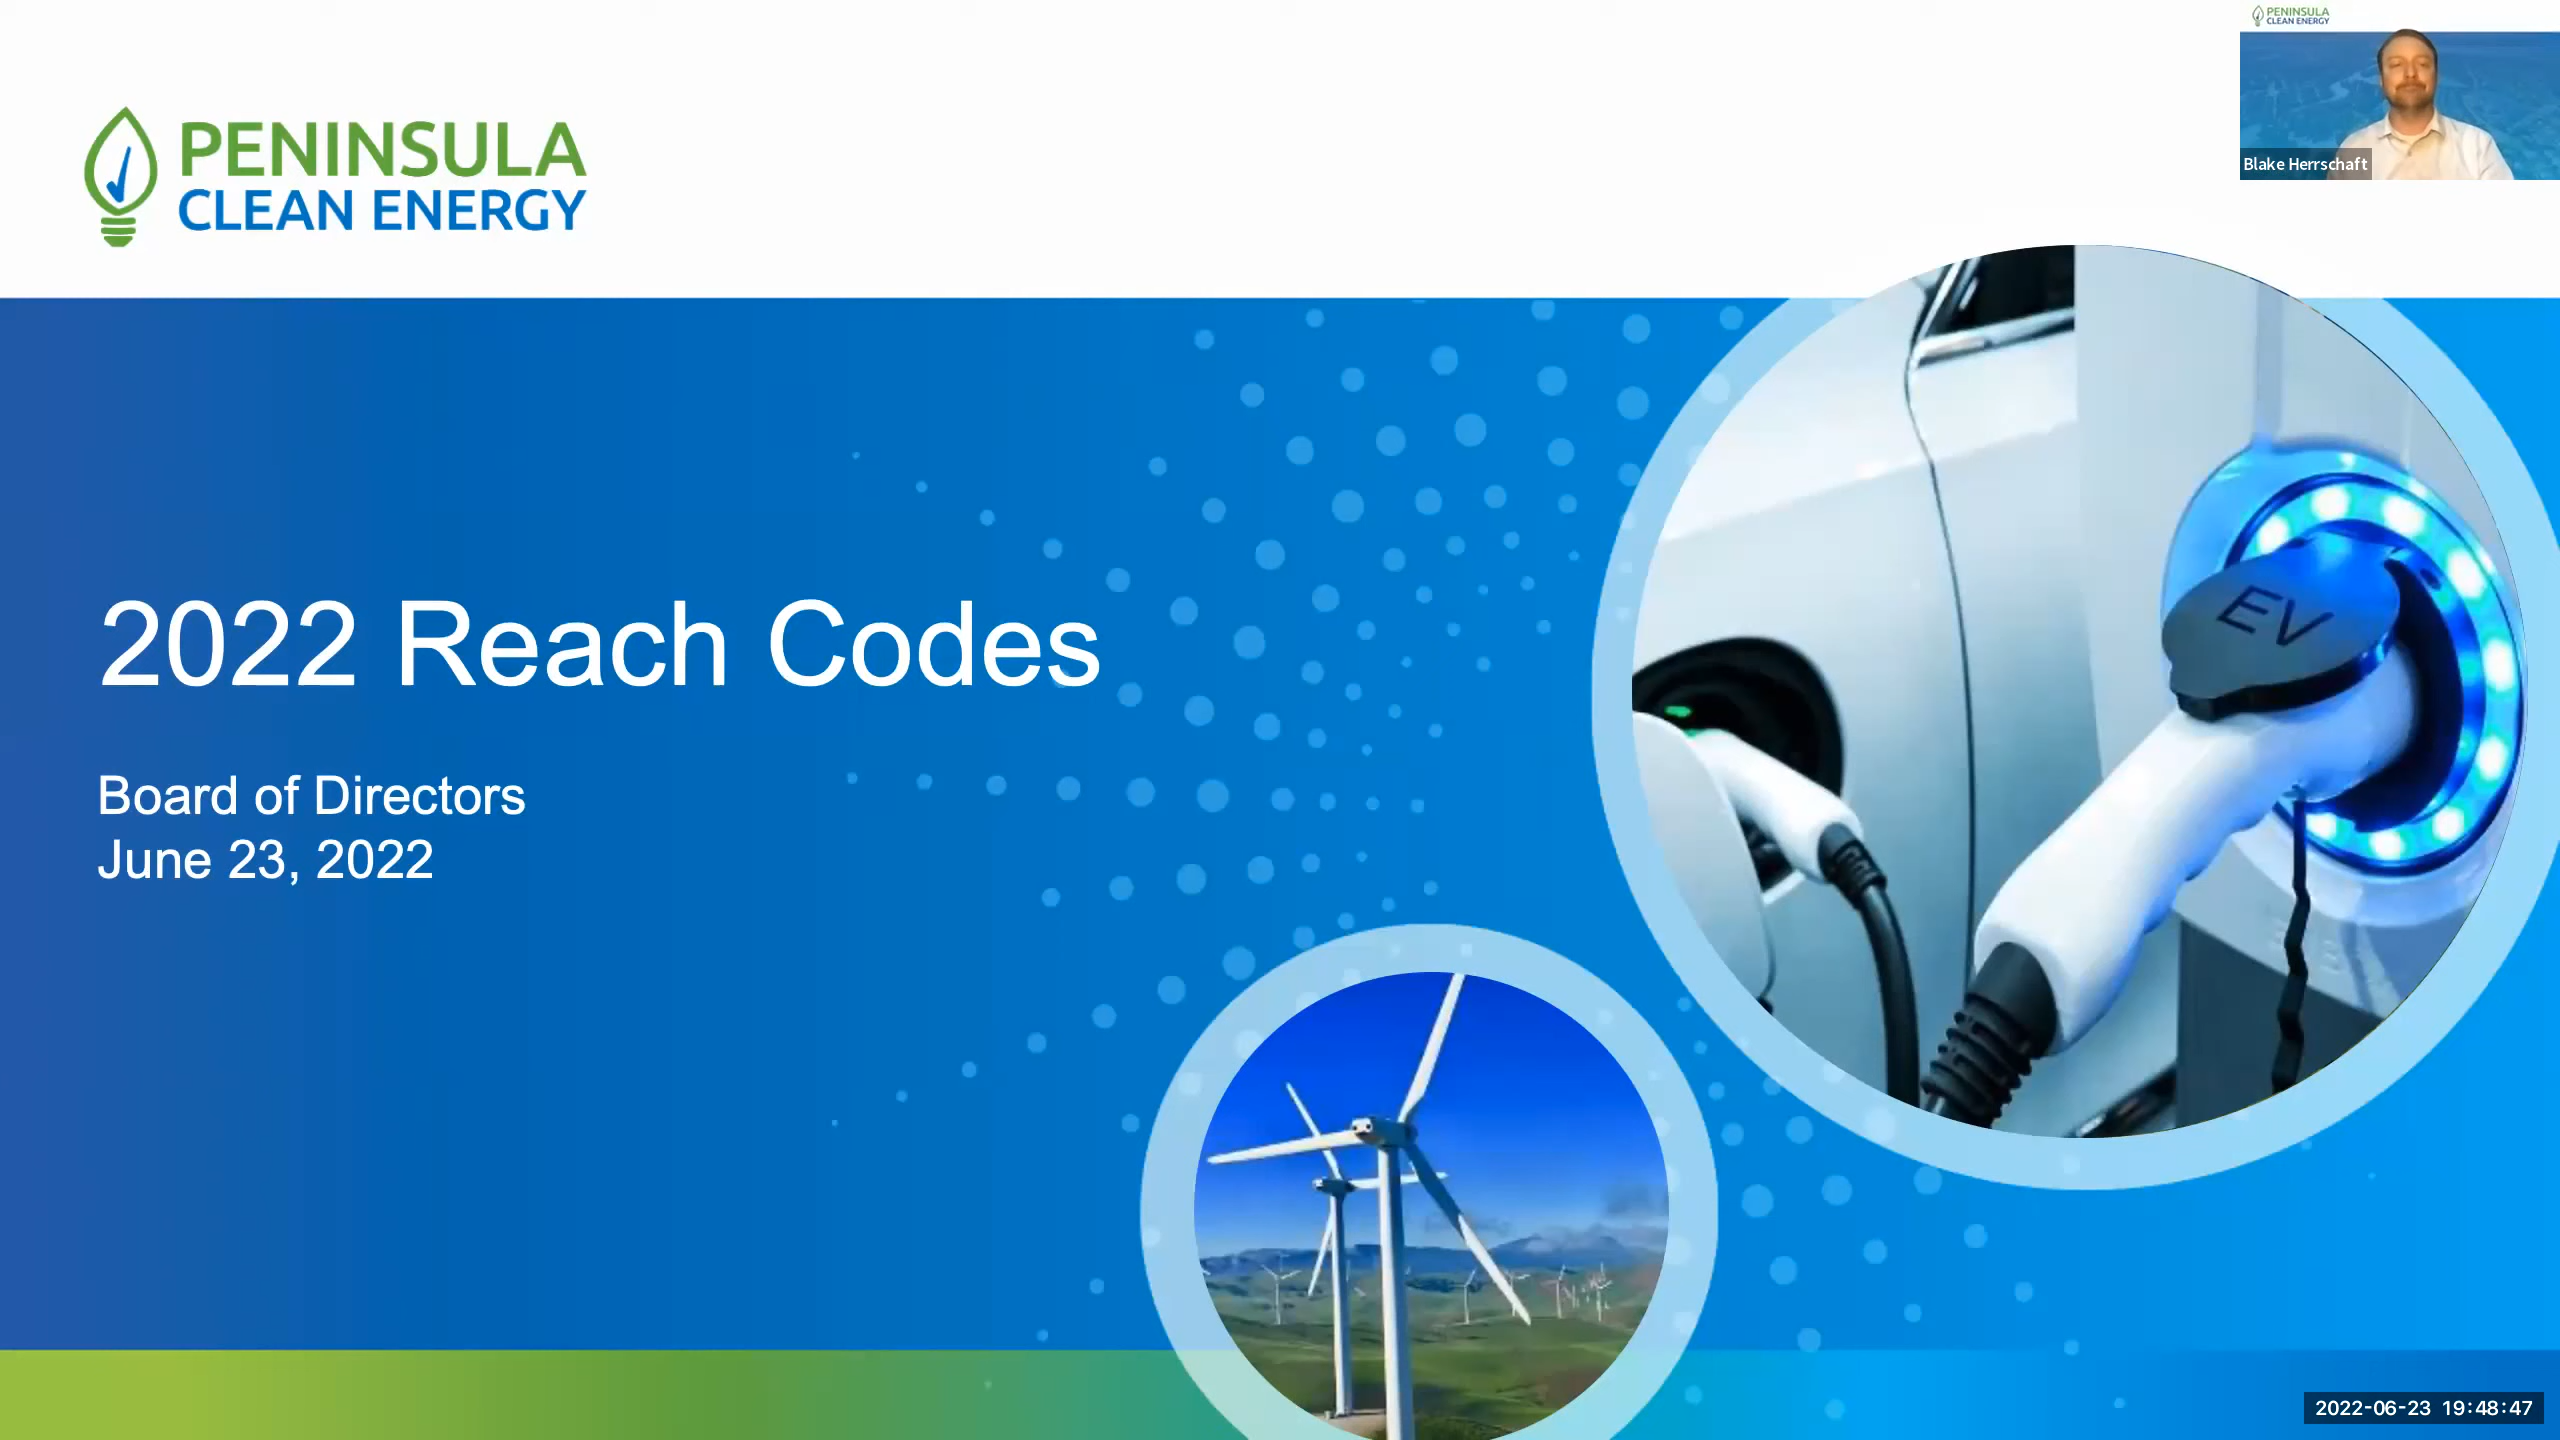 PENINSULA
CLEAN ENERGY
PENINSULA
CLEAN ENERGY
Blake Herrschaft
2022 Reach Codes
Board of Directors
June 23, 2022
EV
2022-06-23 19:48:47